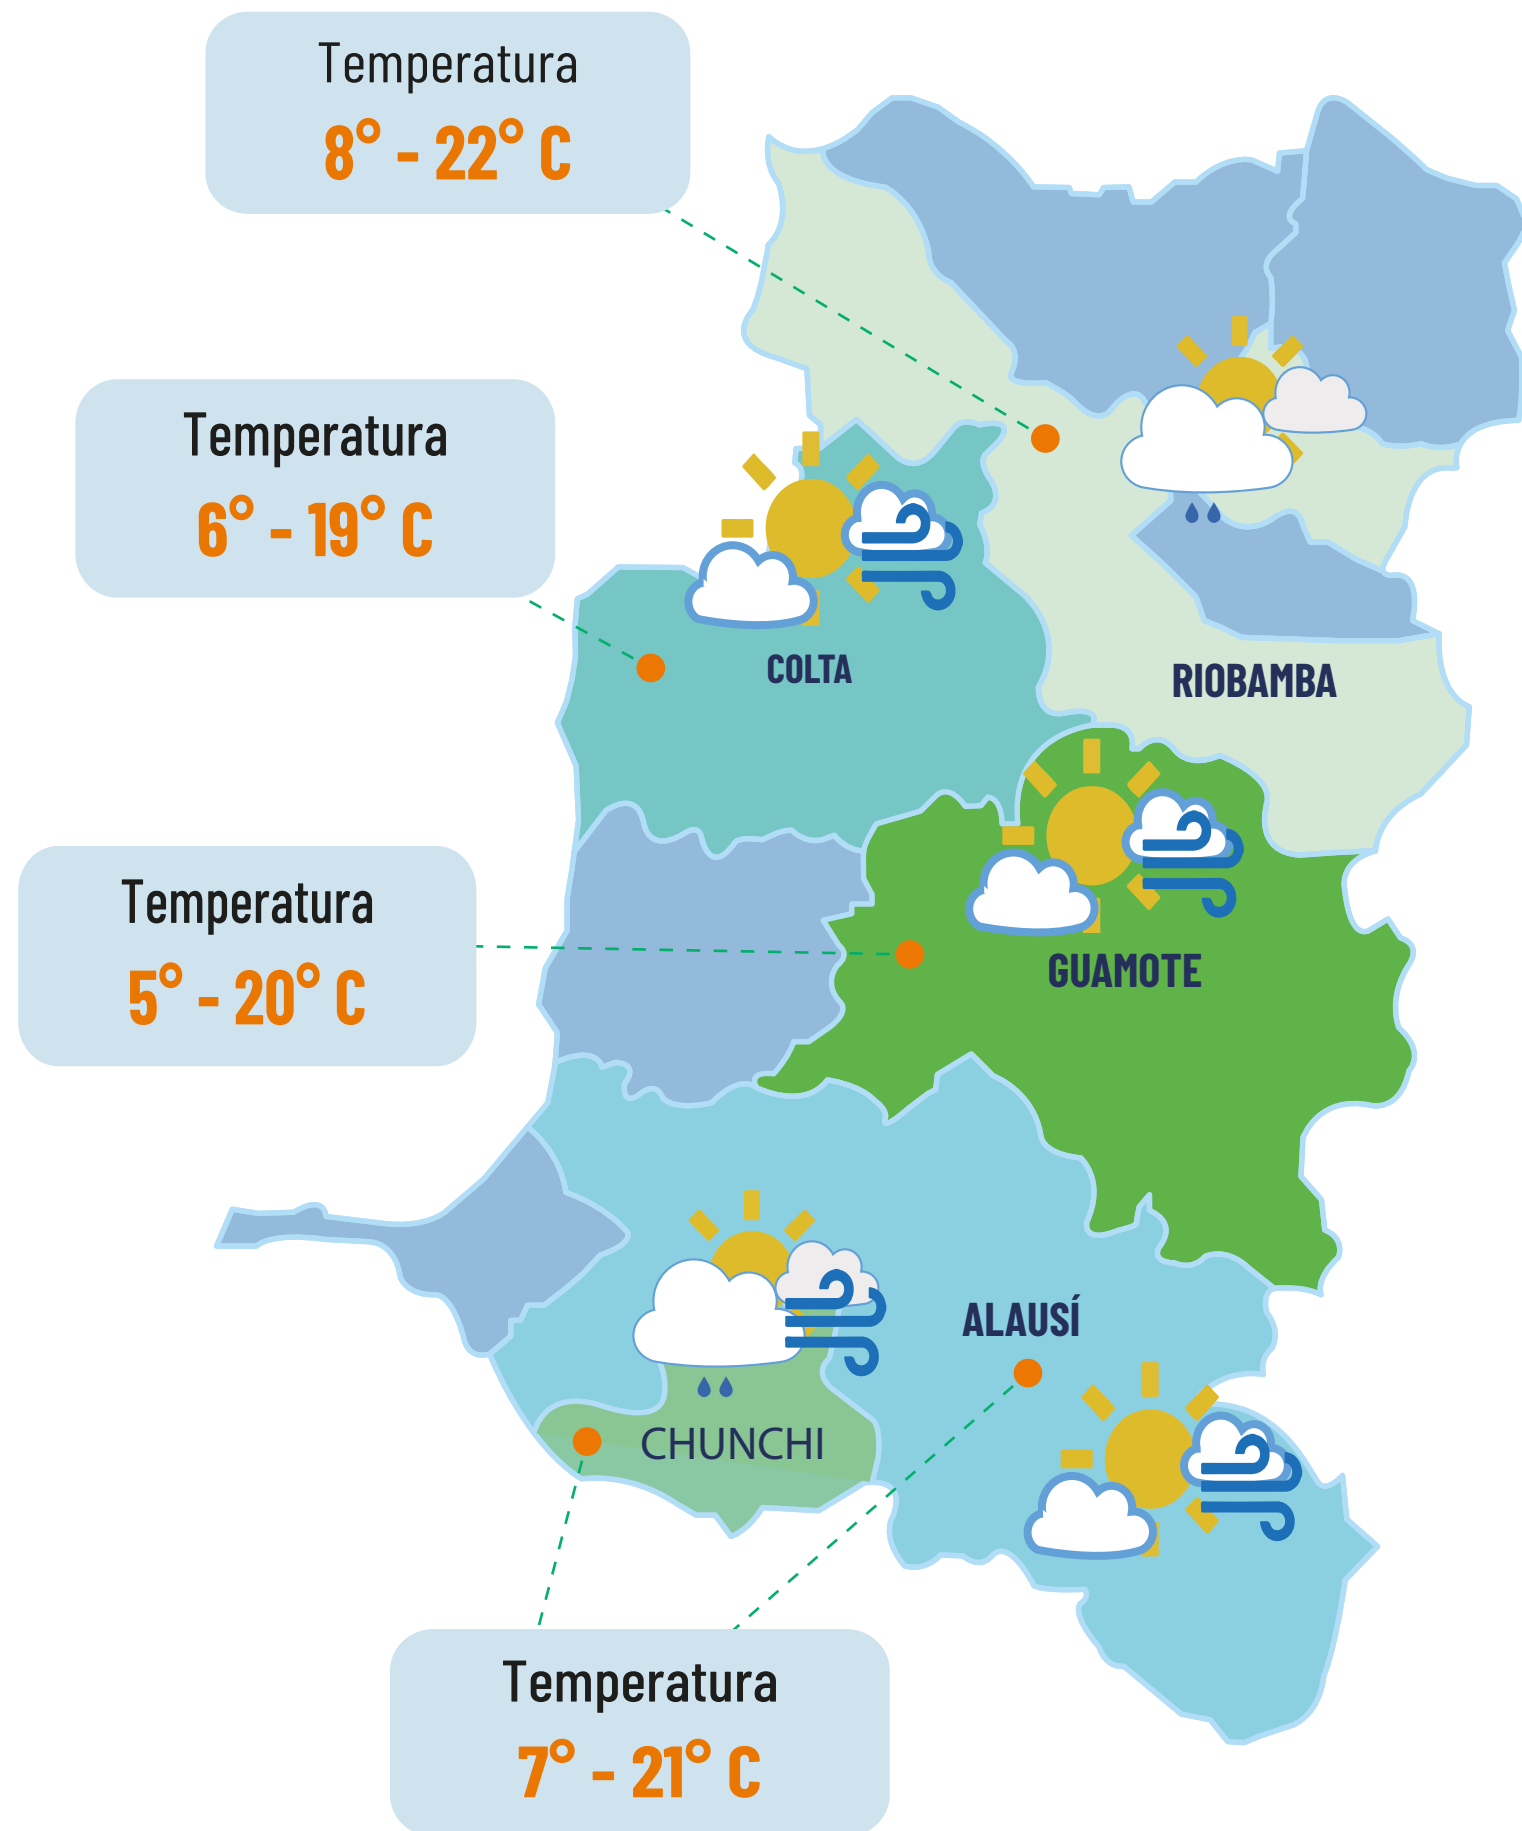 Temperatura
8° - 22° C
Temperatura
6° - 19° C
COLTA
RIOBAMBA
Temperatura
5° - 20° C
GUAMOTE
ALAUSÍ
CHUNCHI
Temperatura
7° - 21° C